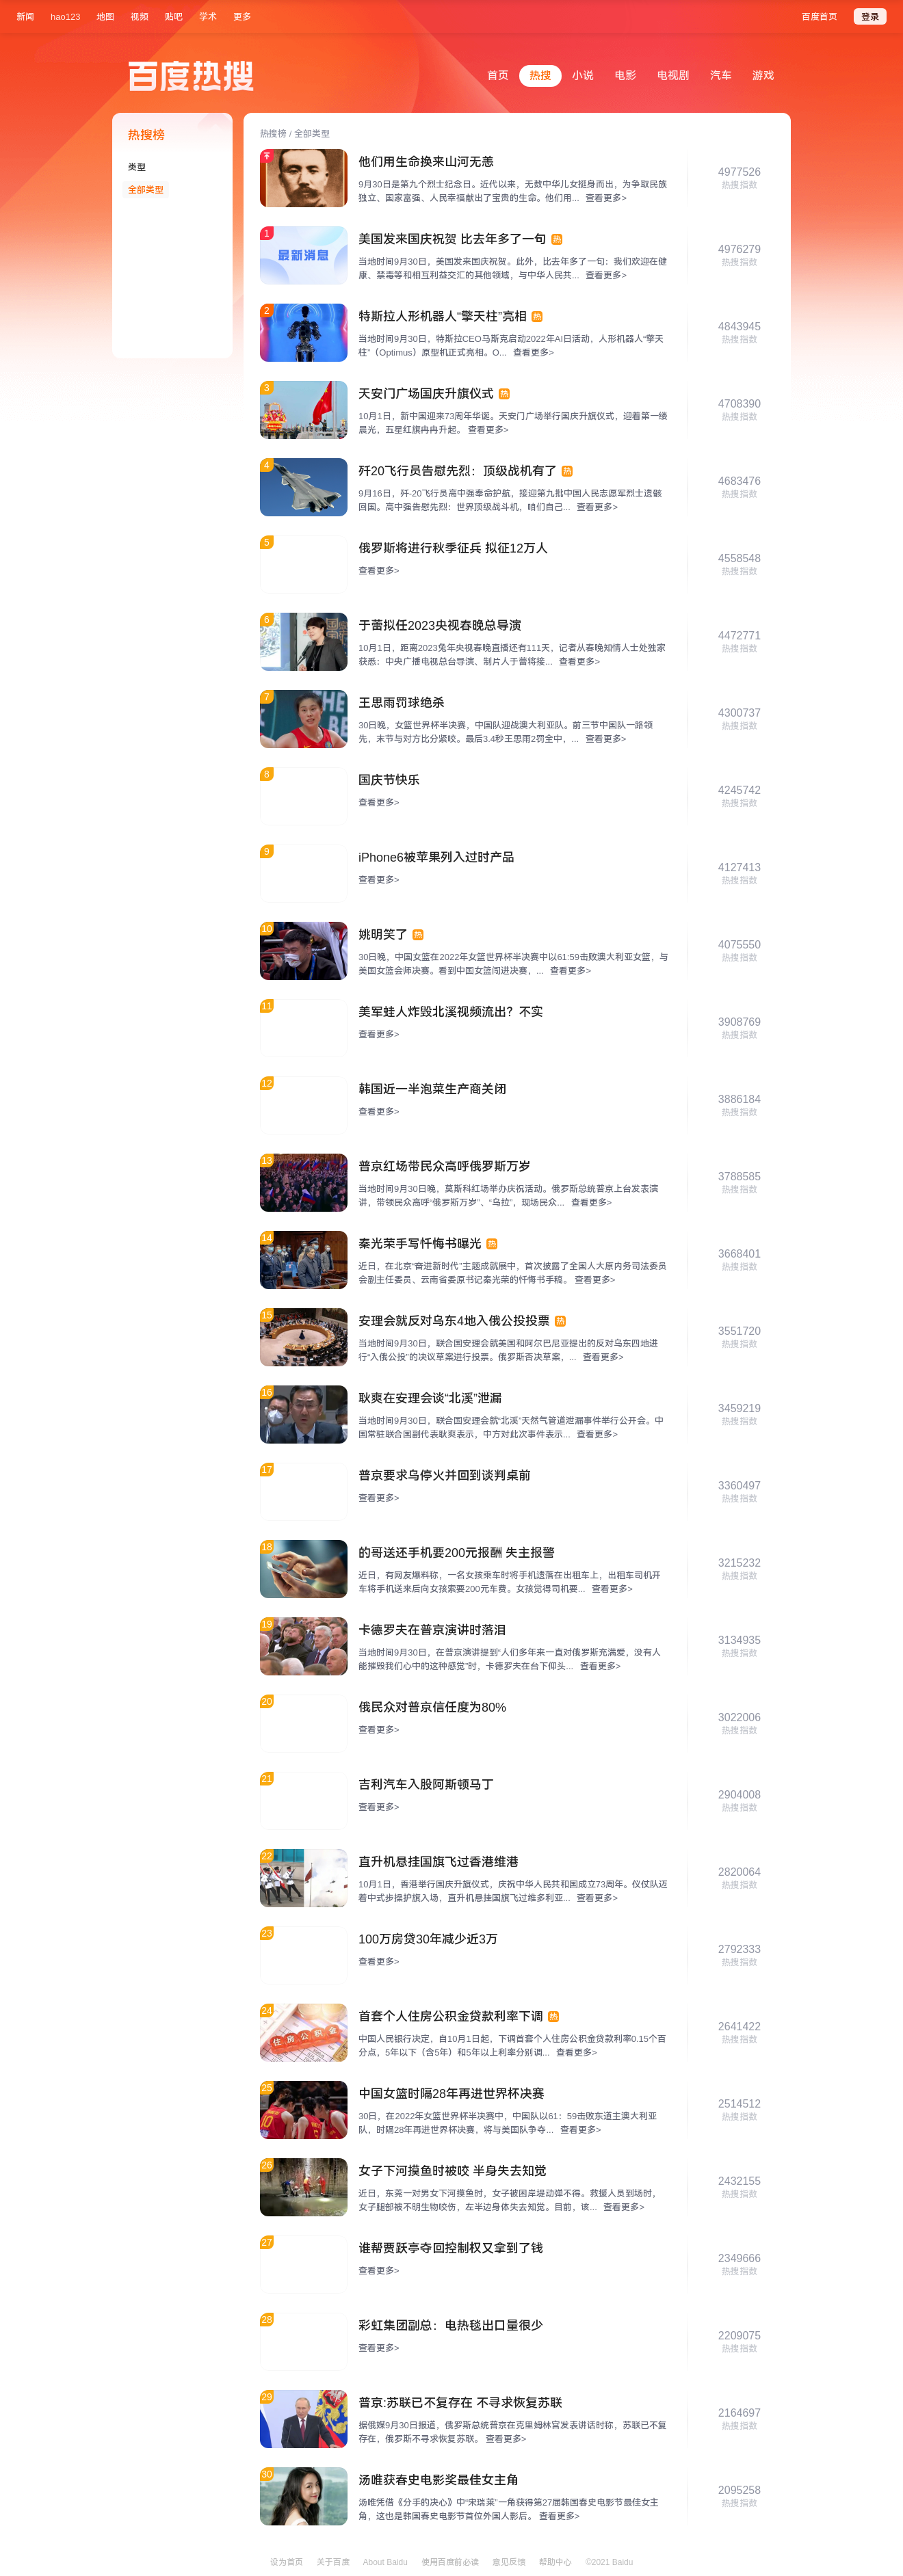 新闻 hao123 地图 视频 贴吧 学术 更多 百度首页 登录
百度热搜
首页 热搜 小说 电影 电视剧 汽车 游戏
热搜榜
类型
全部类型
热搜榜 / 全部类型
他们用生命换来山河无恙
9月30日是第九个烈士纪念日。近代以来，无数中华儿女挺身而出，为争取民族
独立、国家富强、人民幸福献出了宝贵的生命。他们用... 查看更多>
4977526
热搜指数
1
最新消息
美国发来国庆祝贺 比去年多了一句 热
当地时间9月30日，美国发来国庆祝贺。此外，比去年多了一句：我们欢迎在健
康、禁毒等和相互利益交汇的其他领域，与中华人民共... 查看更多>
4976279
热搜指数
2
特斯拉人形机器人“擎天柱”亮相 热
当地时间9月30日，特斯拉CEO马斯克启动2022年AI日活动，人形机器人“擎天
柱”（Optimus）原型机正式亮相。O... 查看更多>
4843945
热搜指数
3
天安门广场国庆升旗仪式 热
10月1日，新中国迎来73周年华诞。天安门广场举行国庆升旗仪式，迎着第一缕
晨光，五星红旗冉冉升起。 查看更多>
4708390
热搜指数
4
歼20飞行员告慰先烈：顶级战机有了 热
9月16日，歼-20飞行员高中强奉命护航，接迎第九批中国人民志愿军烈士遗骸
回国。高中强告慰先烈：世界顶级战斗机，咱们自己... 查看更多>
4683476
热搜指数
5
俄罗斯将进行秋季征兵 拟征12万人
查看更多>
4558548
热搜指数
6
于蕾拟任2023央视春晚总导演
10月1日，距离2023兔年央视春晚直播还有111天，记者从春晚知情人士处独家
获悉：中央广播电视总台导演、制片人于蕾将接... 查看更多>
4472771
热搜指数
7
王思雨罚球绝杀
30日晚，女篮世界杯半决赛，中国队迎战澳大利亚队。前三节中国队一路领
先，末节与对方比分紧咬。最后3.4秒王思雨2罚全中，... 查看更多>
4300737
热搜指数
8
国庆节快乐
查看更多>
4245742
热搜指数
9
iPhone6被苹果列入过时产品
查看更多>
4127413
热搜指数
10
姚明笑了 热
30日晚，中国女篮在2022年女篮世界杯半决赛中以61:59击败澳大利亚女篮，与
美国女篮会师决赛。看到中国女篮闯进决赛，... 查看更多>
4075550
热搜指数
11
美军蛙人炸毁北溪视频流出？不实
查看更多>
3908769
热搜指数
12
韩国近一半泡菜生产商关闭
查看更多>
3886184
热搜指数
13
普京红场带民众高呼俄罗斯万岁
当地时间9月30日晚，莫斯科红场举办庆祝活动。俄罗斯总统普京上台发表演
讲，带领民众高呼“俄罗斯万岁”、“乌拉”，现场民众... 查看更多>
3788585
热搜指数
14
秦光荣手写忏悔书曝光 热
近日，在北京“奋进新时代”主题成就展中，首次披露了全国人大原内务司法委员
会副主任委员、云南省委原书记秦光荣的忏悔书手稿。 查看更多>
3668401
热搜指数
15
安理会就反对乌东4地入俄公投投票 热
当地时间9月30日，联合国安理会就美国和阿尔巴尼亚提出的反对乌东四地进
行“入俄公投”的决议草案进行投票。俄罗斯否决草案，... 查看更多>
3551720
热搜指数
16
耿爽在安理会谈“北溪”泄漏
当地时间9月30日，联合国安理会就“北溪”天然气管道泄漏事件举行公开会。中
国常驻联合国副代表耿爽表示，中方对此次事件表示... 查看更多>
3459219
热搜指数
17
普京要求乌停火并回到谈判桌前
查看更多>
3360497
热搜指数
18
的哥送还手机要200元报酬 失主报警
近日，有网友爆料称，一名女孩乘车时将手机遗落在出租车上，出租车司机开
车将手机送来后向女孩索要200元车费。女孩觉得司机要... 查看更多>
3215232
热搜指数
19
卡德罗夫在普京演讲时落泪
当地时间9月30日，在普京演讲提到“人们多年来一直对俄罗斯充满爱，没有人
能摧毁我们心中的这种感觉”时，卡德罗夫在台下仰头... 查看更多>
3134935
热搜指数
20
俄民众对普京信任度为80%
查看更多>
3022006
热搜指数
21
吉利汽车入股阿斯顿马丁
查看更多>
2904008
热搜指数
22
直升机悬挂国旗飞过香港维港
10月1日，香港举行国庆升旗仪式，庆祝中华人民共和国成立73周年。仪仗队迈
着中式步操护旗入场，直升机悬挂国旗飞过维多利亚... 查看更多>
2820064
热搜指数
23
100万房贷30年减少近3万
查看更多>
2792333
热搜指数
24
住房公积金
首套个人住房公积金贷款利率下调 热
中国人民银行决定，自10月1日起，下调首套个人住房公积金贷款利率0.15个百
分点，5年以下（含5年）和5年以上利率分别调... 查看更多>
2641422
热搜指数
25
中国女篮时隔28年再进世界杯决赛
30日，在2022年女篮世界杯半决赛中，中国队以61：59击败东道主澳大利亚
队，时隔28年再进世界杯决赛，将与美国队争夺... 查看更多>
2514512
热搜指数
26
女子下河摸鱼时被咬 半身失去知觉
近日，东莞一对男女下河摸鱼时，女子被困岸堤动弹不得。救援人员到场时，
女子腿部被不明生物咬伤，左半边身体失去知觉。目前，该... 查看更多>
2432155
热搜指数
27
谁帮贾跃亭夺回控制权又拿到了钱
查看更多>
2349666
热搜指数
28
彩虹集团副总：电热毯出口量很少
查看更多>
2209075
热搜指数
29
普京:苏联已不复存在 不寻求恢复苏联
据俄媒9月30日报道，俄罗斯总统普京在克里姆林宫发表讲话时称，苏联已不复
存在，俄罗斯不寻求恢复苏联。 查看更多>
2164697
热搜指数
30
汤唯获春史电影奖最佳女主角
汤唯凭借《分手的决心》中“宋瑞莱”一角获得第27届韩国春史电影节最佳女主
角，这也是韩国春史电影节首位外国人影后。 查看更多>
2095258
热搜指数
设为首页 关于百度 About Baidu 使用百度前必读 意见反馈 帮助中心 ©2021 Baidu